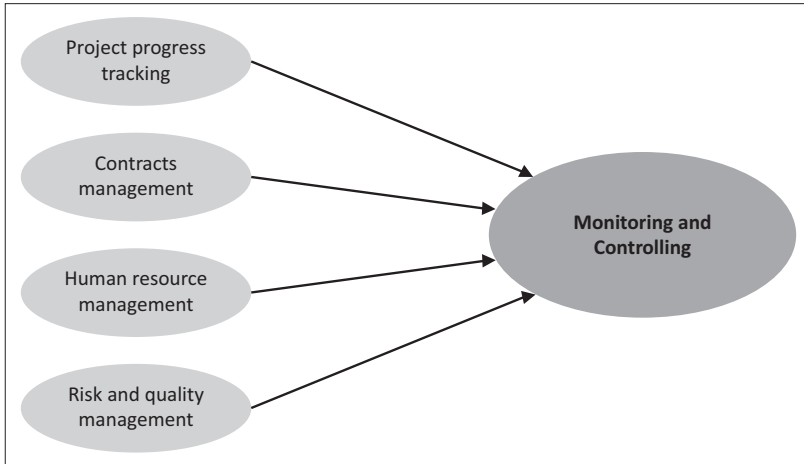 Project progress
tracking
Contracts
management
Human resource
management
Risk and quality
management
Monitoring and
Controlling